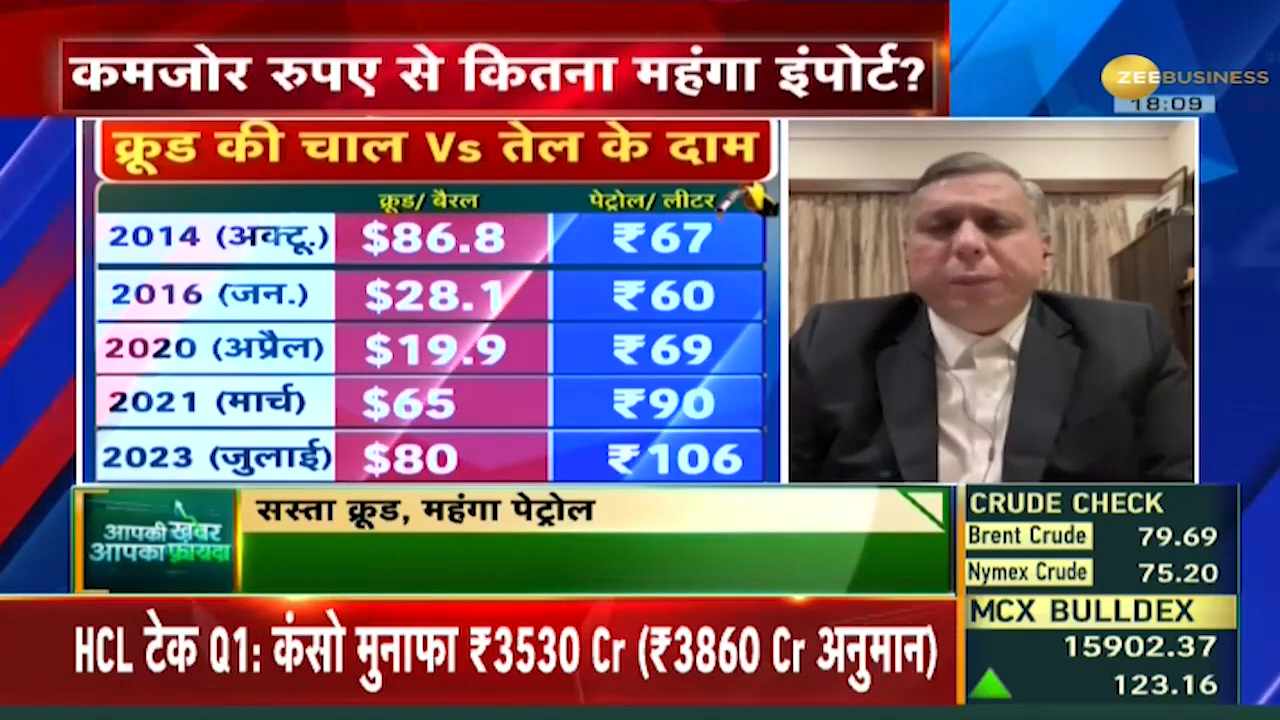 कमजोर रुपए से कितना महंगा इंपोर्ट?
ZEEBUSINESS
18:09
क्रूड की चाल Vs तेल के दाम
क्रूड/ बैरल पेट्रोल/ लीटर
2014 (अक्टू.) $86.8 ₹67
2016 (जन.) $28.1 ₹60
2020 (अप्रैल) $19.9 ₹69
2021 (मार्च) $65 ₹90
2023 (जुलाई) $80 ₹106
आपकी खबर
आपका फ़ायदा
सस्ता क्रूड, महंगा पेट्रोल
CRUDE CHECK
Brent Crude 79.69
Nymex Crude 75.20
MCX BULLDEX
15902.37
123.16
HCL टेक Q1: कंसो मुनाफा ₹3530 Cr (₹3860 Cr अनुमान)